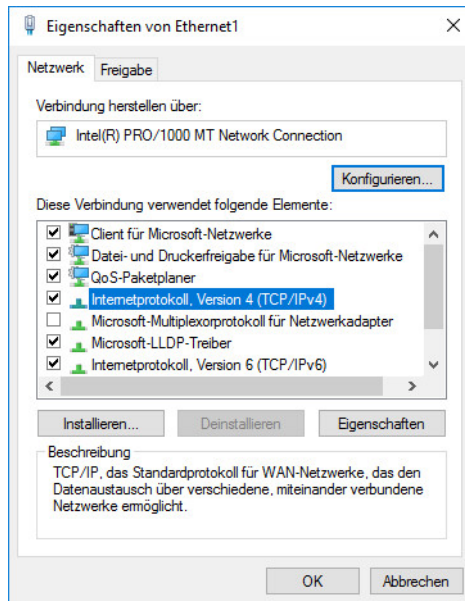 Eigenschaften von Ethernet1
Netzwerk Freigabe
Verbindung herstellen über:
Intel(R) PRO/1000 MT Network Connection
Konfigurieren...
Diese Verbindung verwendet folgende Elemente:
Client für Microsoft-Netzwerke
Datei- und Druckerfreigabe für Microsoft-Netzwerke
QoS-Paketplaner
Internetprotokoll, Version 4 (TCP/IPv4)
Microsoft-Multiplexorprotokoll für Netzwerkadapter
Microsoft-LLDP-Treiber
Internetprotokoll, Version 6 (TCP/IPv6)
Installieren... Deinstallieren Eigenschaften
Beschreibung
TCP/IP, das Standardprotokoll für WAN-Netzwerke, das den
Datenaustausch über verschiedene, miteinander verbundene
Netzwerke ermöglicht.
OK Abbrechen